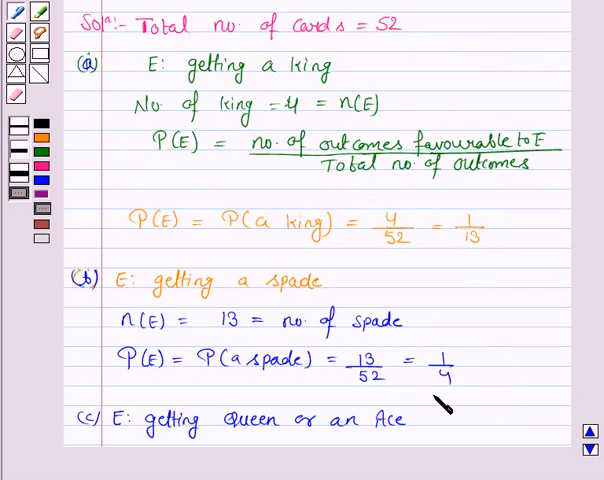 Solⁿ:- Total no. of cards = 52
(a) E: getting a king
No. of king = 4 = n(E)
P(E) = no. of outcomes favourable to E / Total no. of outcomes
P(E) = P(a king) = 4/52 = 1/13
(b) E: getting a spade
n(E) = 13 = no. of spade
P(E) = P(a spade) = 13/52 = 1/4
(c) E: getting Queen or an Ace